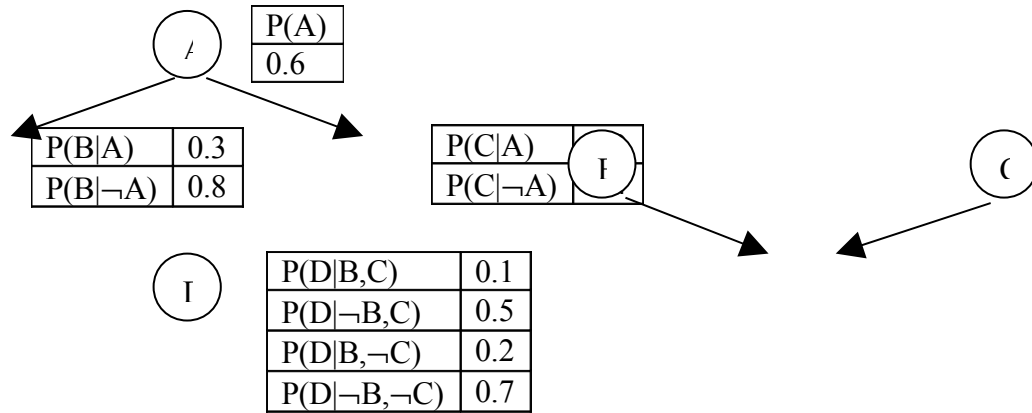 A
P(A)
0.6
P(B|A) 0.3
P(B|¬A) 0.8
P(C|A)
P(C|¬A)
P(D|B,C) 0.1
P(D|¬B,C) 0.5
P(D|B,¬C) 0.2
P(D|¬B,¬C) 0.7